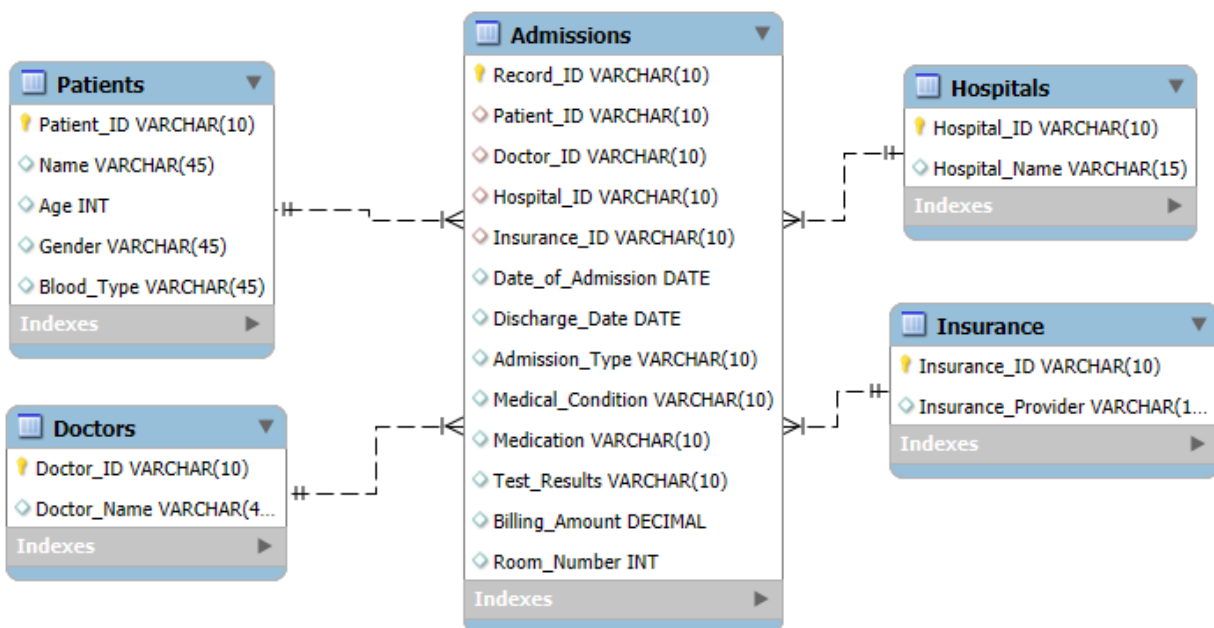 Patients
Patient_ID VARCHAR(10)
Name VARCHAR(45)
Age INT
Gender VARCHAR(45)
Blood_Type VARCHAR(45)
Indexes
Doctors
Doctor_ID VARCHAR(10)
Doctor_Name VARCHAR(4...
Indexes
Admissions
Record_ID VARCHAR(10)
Patient_ID VARCHAR(10)
Doctor_ID VARCHAR(10)
Hospital_ID VARCHAR(10)
Insurance_ID VARCHAR(10)
Date_of_Admission DATE
Discharge_Date DATE
Admission_Type VARCHAR(10)
Medical_Condition VARCHAR(10)
Medication VARCHAR(10)
Test_Results VARCHAR(10)
Billing_Amount DECIMAL
Room_Number INT
Indexes
Hospitals
Hospital_ID VARCHAR(10)
Hospital_Name VARCHAR(15)
Indexes
Insurance
Insurance_ID VARCHAR(10)
Insurance_Provider VARCHAR(1...
Indexes